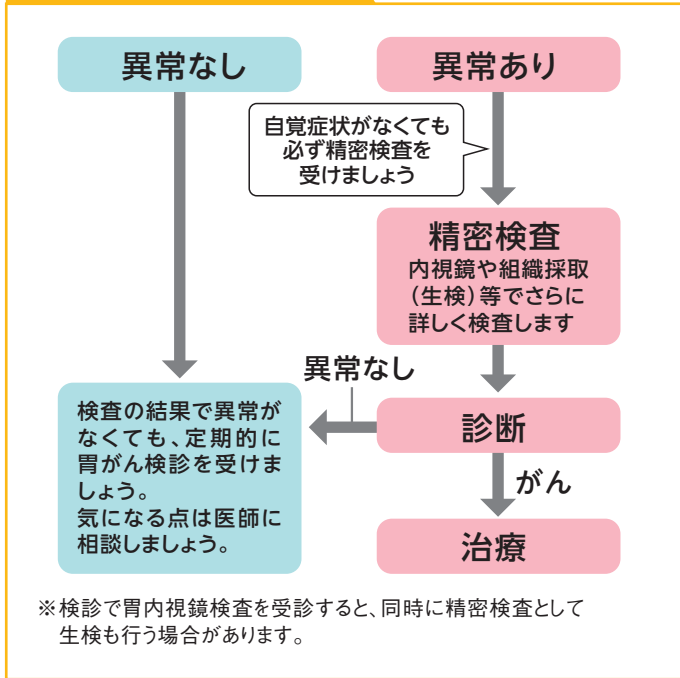 異常なし
異常あり
自覚症状がなくても
必ず精密検査を
受けましょう
精密検査
内視鏡や組織採取
（生検）等でさらに
詳しく検査します
異常なし
診断
がん
治療
検査の結果で異常が
なくても、定期的に
胃がん検診を受けま
しょう。
気になる点は医師に
相談しましょう。
※検診で胃内視鏡検査を受診すると、同時に精密検査として
生検も行う場合があります。